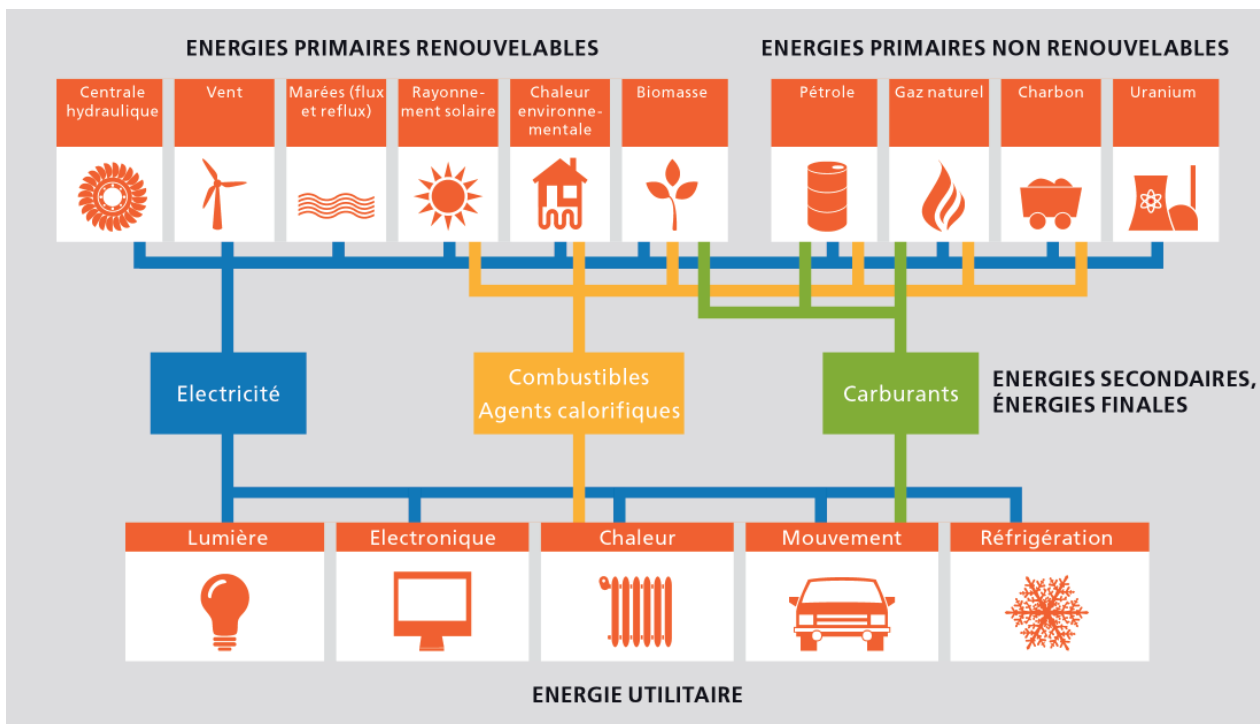 ENERGIES PRIMAIRES RENOUVELABLES
ENERGIES PRIMAIRES NON RENOUVELABLES
Centrale
hydraulique
Vent
Marées (flux
et reflux)
Rayonne-
ment solaire
Chaleur
environne-
mentale
Biomasse
Pétrole
Gaz naturel
Charbon
Uranium
Electricité
Combustibles
Agents calorifiques
Carburants
ENERGIES SECONDAIRES,
ÉNERGIES FINALES
Lumière
Electronique
Chaleur
Mouvement
Réfrigération
ENERGIE UTILITAIRE